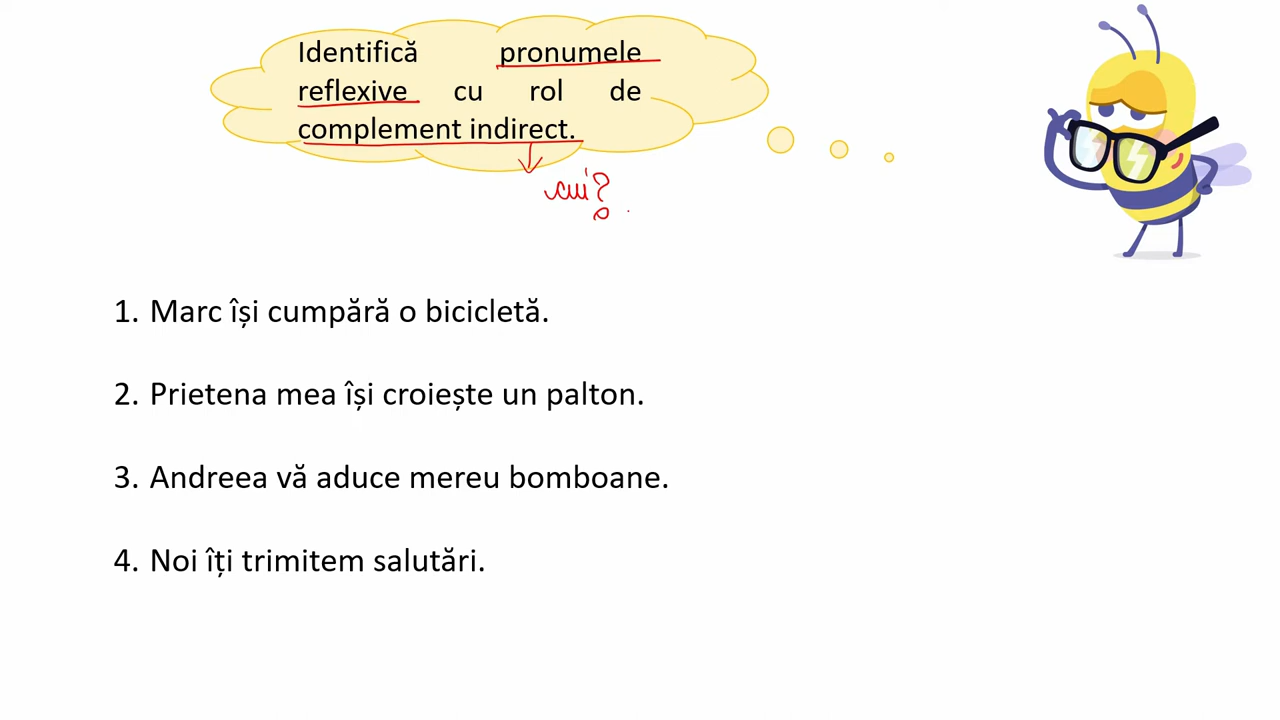 Identifică pronumele
reflexive cu rol de
complement indirect.
cui?
1. Marc își cumpără o bicicletă.
2. Prietena mea își croiește un palton.
3. Andreea vă aduce mereu bomboane.
4. Noi îți trimitem salutări.